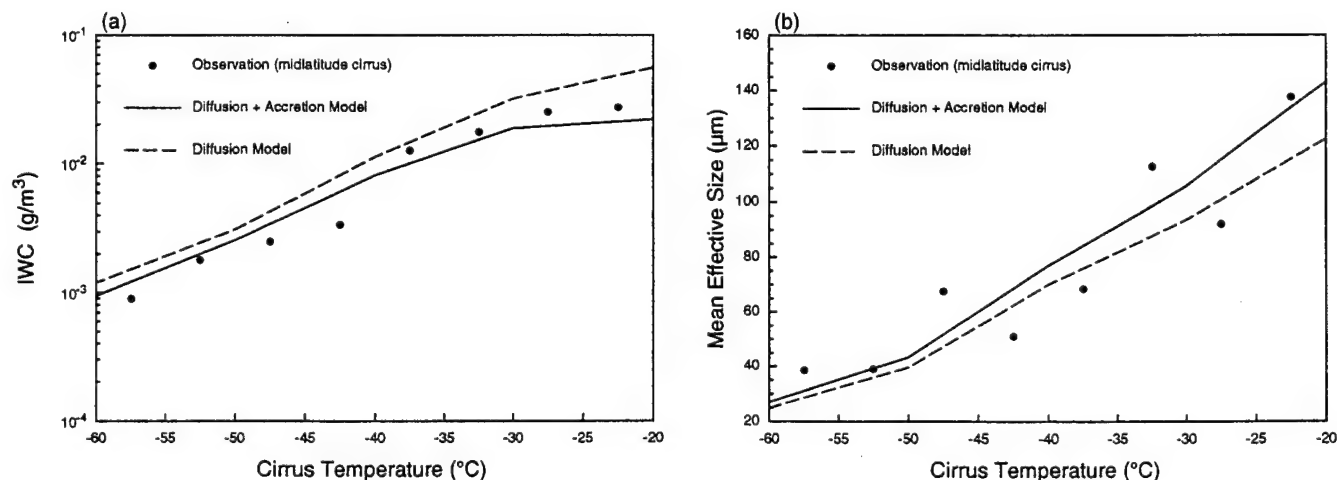 (a)
10⁻¹
10⁻²
10⁻³
10⁻⁴
IWC (g/m³)
Observation (midlatitude cirrus)
Diffusion + Accretion Model
Diffusion Model
-60 -55 -50 -45 -40 -35 -30 -25 -20
Cirrus Temperature (°C)
(b)
160
140
120
100
80
60
40
20
Mean Effective Size (μm)
Observation (midlatitude cirrus)
Diffusion + Accretion Model
Diffusion Model
-60 -55 -50 -45 -40 -35 -30 -25 -20
Cirrus Temperature (°C)